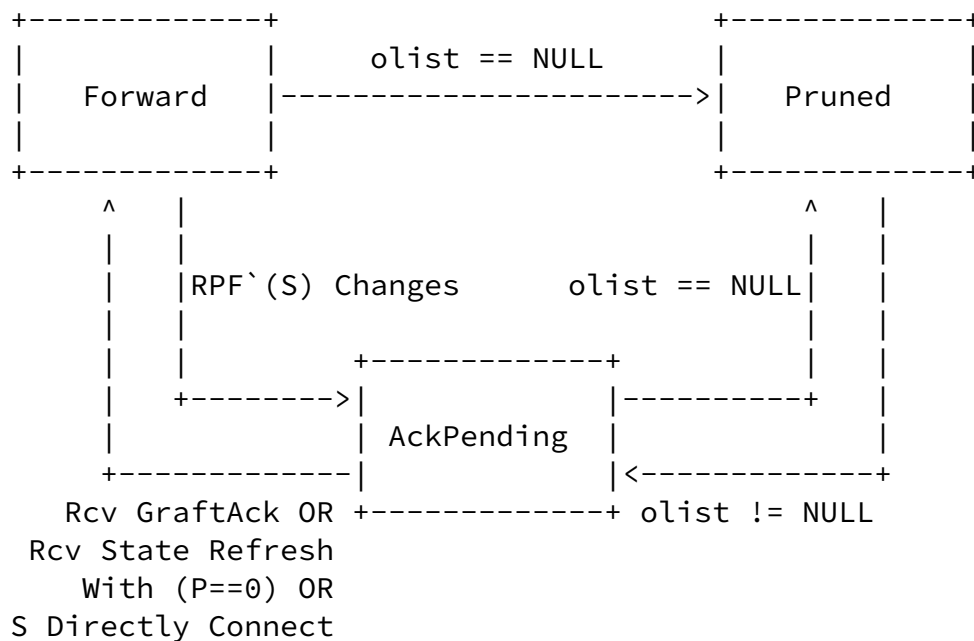 olist == NULL
Forward Pruned
RPF`(S) Changes olist == NULL
AckPending
Rcv GraftAck OR olist != NULL
Rcv State Refresh
With (P==0) OR
S Directly Connect